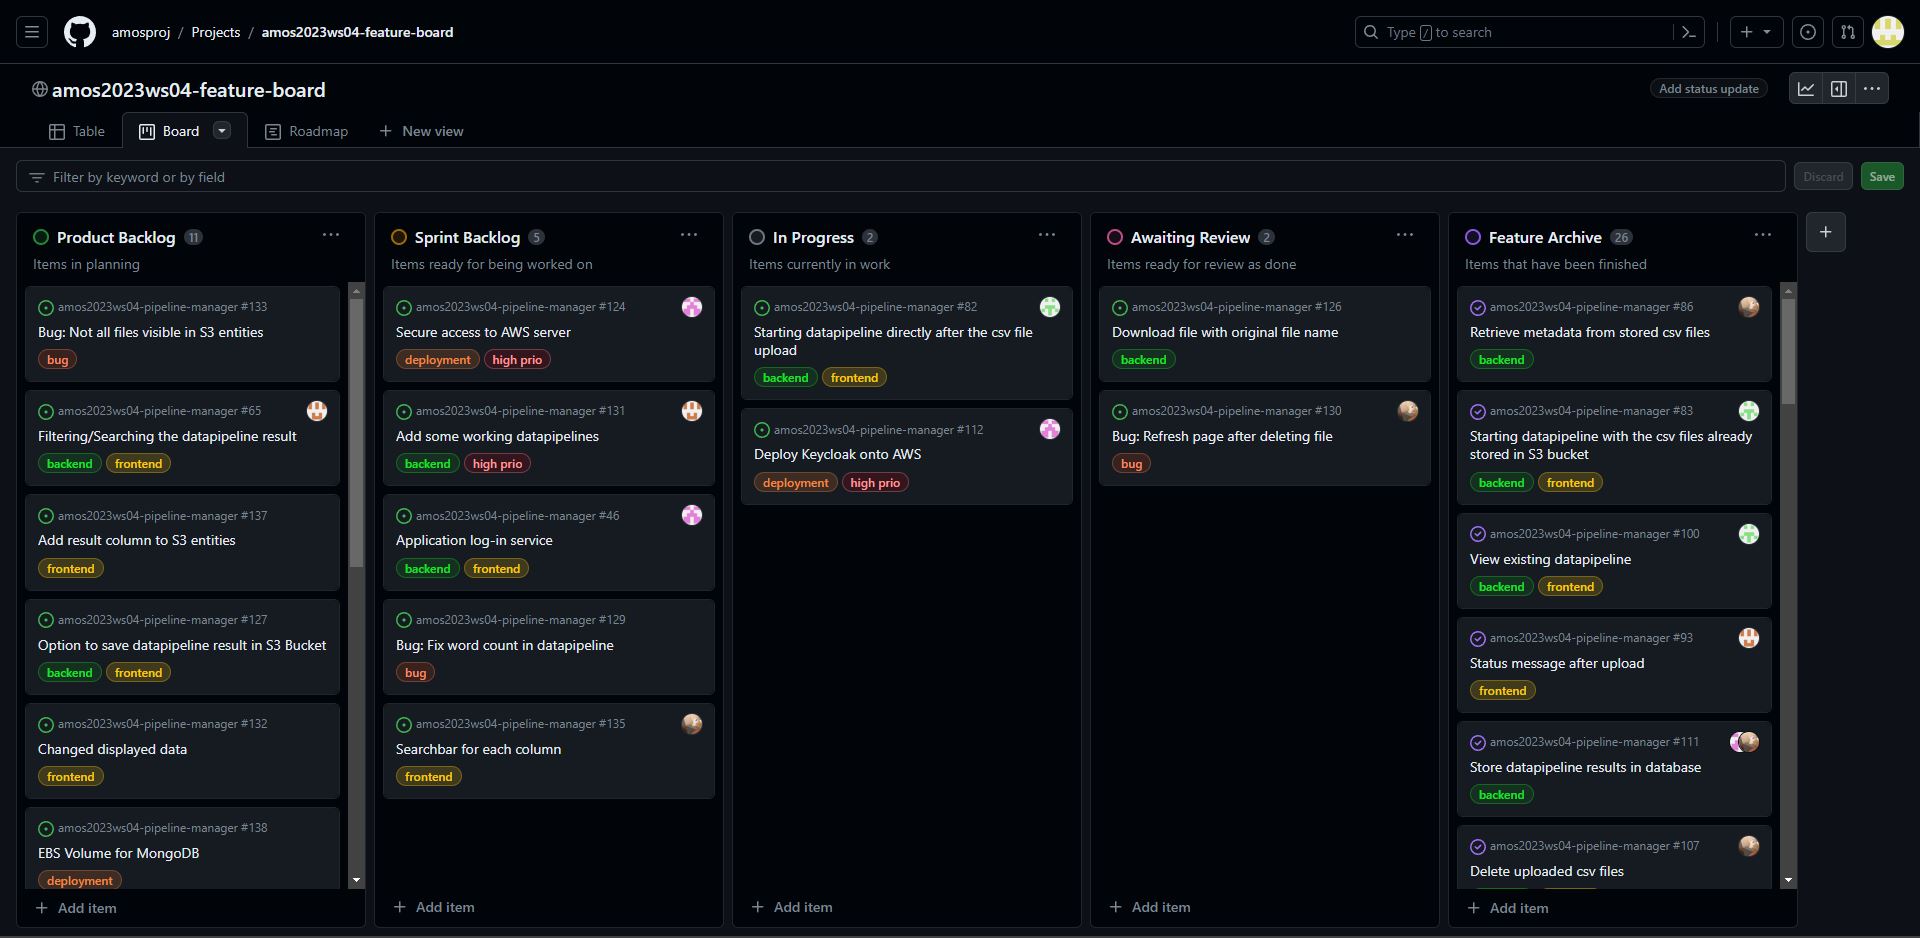 amosproj / Projects / amos2023ws04-feature-board
Type / to search
amos2023ws04-feature-board
Add status update
Table
Board
Roadmap
New view
Filter by keyword or by field
Discard
Save
Product Backlog 11
Items in planning
amos2023ws04-pipeline-manager #133
Bug: Not all files visible in S3 entities
bug
amos2023ws04-pipeline-manager #65
Filtering/Searching the datapipeline result
backend frontend
amos2023ws04-pipeline-manager #137
Add result column to S3 entities
frontend
amos2023ws04-pipeline-manager #127
Option to save datapipeline result in S3 Bucket
backend frontend
amos2023ws04-pipeline-manager #132
Changed displayed data
frontend
amos2023ws04-pipeline-manager #138
EBS Volume for MongoDB
deployment
Add item
Sprint Backlog 5
Items ready for being worked on
amos2023ws04-pipeline-manager #124
Secure access to AWS server
deployment high prio
amos2023ws04-pipeline-manager #131
Add some working datapipelines
backend high prio
amos2023ws04-pipeline-manager #46
Application log-in service
backend frontend
amos2023ws04-pipeline-manager #129
Bug: Fix word count in datapipeline
bug
amos2023ws04-pipeline-manager #135
Searchbar for each column
frontend
Add item
In Progress 2
Items currently in work
amos2023ws04-pipeline-manager #82
Starting datapipeline directly after the csv file
upload
backend frontend
amos2023ws04-pipeline-manager #112
Deploy Keycloak onto AWS
deployment high prio
Add item
Awaiting Review 2
Items ready for review as done
amos2023ws04-pipeline-manager #126
Download file with original file name
backend
amos2023ws04-pipeline-manager #130
Bug: Refresh page after deleting file
bug
Add item
Feature Archive 26
Items that have been finished
amos2023ws04-pipeline-manager #86
Retrieve metadata from stored csv files
backend
amos2023ws04-pipeline-manager #83
Starting datapipeline with the csv files already
stored in S3 bucket
backend frontend
amos2023ws04-pipeline-manager #100
View existing datapipeline
backend frontend
amos2023ws04-pipeline-manager #93
Status message after upload
frontend
amos2023ws04-pipeline-manager #111
Store datapipeline results in database
backend
amos2023ws04-pipeline-manager #107
Delete uploaded csv files
Add item